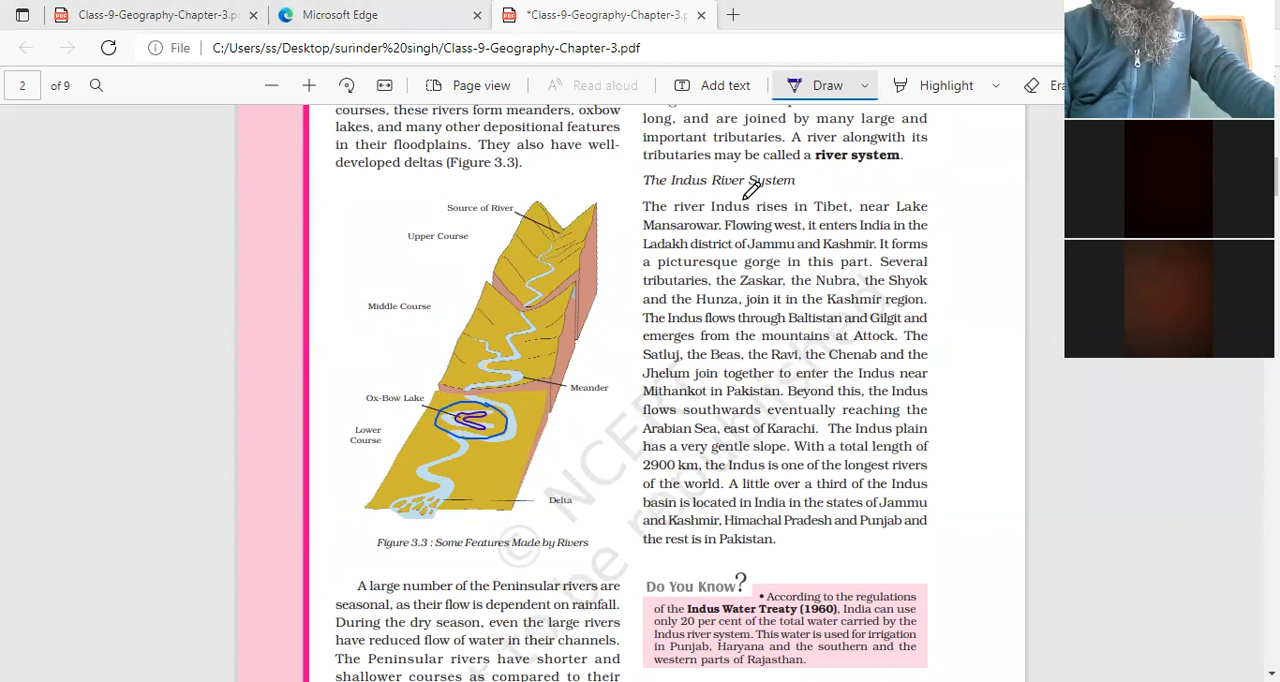 Class-9-Geography-Chapter-3.p
Microsoft Edge
*Class-9-Geography-Chapter-3.p
File
C:/Users/ss/Desktop/surinder%20singh/Class-9-Geography-Chapter-3.pdf
2
of 9
Page view
Read aloud
Add text
Draw
Highlight
Era
courses, these rivers form meanders, oxbow
lakes, and many other depositional features
in their floodplains. They also have well-
developed deltas (Figure 3.3).
Source of River
Upper Course
Middle Course
Meander
Ox-Bow Lake
Lower
Course
Delta
Figure 3.3 : Some Features Made by Rivers
A large number of the Peninsular rivers are
seasonal, as their flow is dependent on rainfall.
During the dry season, even the large rivers
have reduced flow of water in their channels.
The Peninsular rivers have shorter and
shallower courses as compared to their
long, and are joined by many large and
important tributaries. A river alongwith its
tributaries may be called a river system.
The Indus River System
The river Indus rises in Tibet, near Lake
Mansarowar. Flowing west, it enters India in the
Ladakh district of Jammu and Kashmir. It forms
a picturesque gorge in this part. Several
tributaries, the Zaskar, the Nubra, the Shyok
and the Hunza, join it in the Kashmir region.
The Indus flows through Baltistan and Gilgit and
emerges from the mountains at Attock. The
Satluj, the Beas, the Ravi, the Chenab and the
Jhelum join together to enter the Indus near
Mithankot in Pakistan. Beyond this, the Indus
flows southwards eventually reaching the
Arabian Sea, east of Karachi. The Indus plain
has a very gentle slope. With a total length of
2900 km, the Indus is one of the longest rivers
of the world. A little over a third of the Indus
basin is located in India in the states of Jammu
and Kashmir, Himachal Pradesh and Punjab and
the rest is in Pakistan.
Do You Know?
• According to the regulations
of the Indus Water Treaty (1960), India can use
only 20 per cent of the total water carried by the
Indus river system. This water is used for irrigation
in Punjab, Haryana and the southern and the
western parts of Rajasthan.
© NCERT
be republished